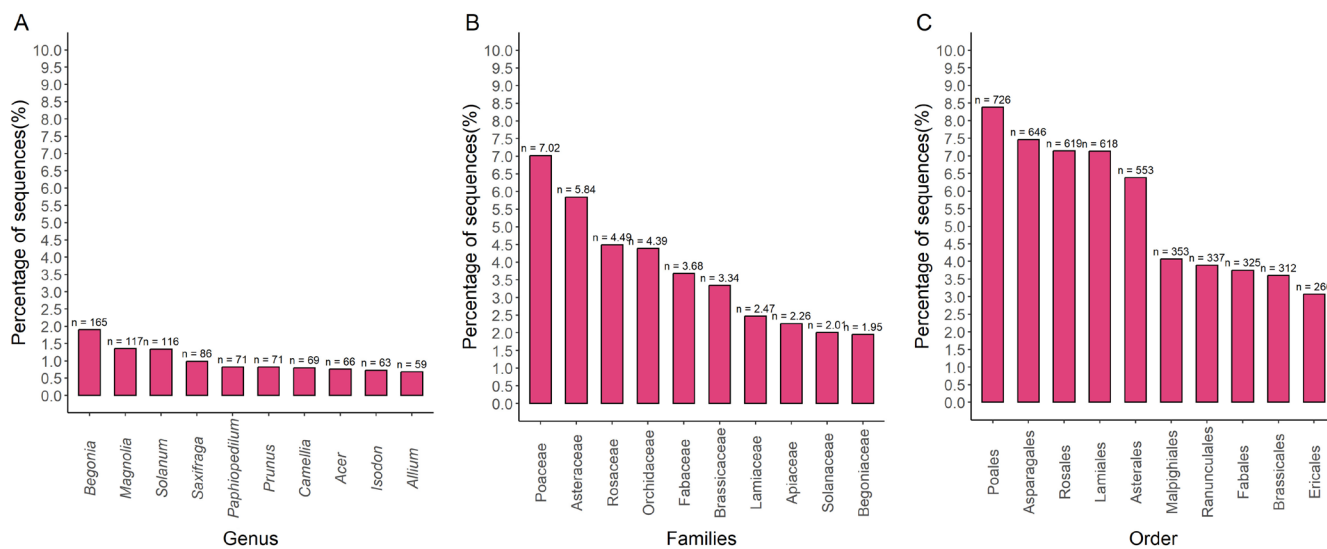 A
Percentage of sequences(%)
10.0
9.5
9.0
8.5
8.0
7.5
7.0
6.5
6.0
5.5
5.0
4.5
4.0
3.5
3.0
2.5
2.0
1.5
1.0
0.5
0.0
n = 165
n = 117
n = 116
n = 86
n = 71
n = 71
n = 69
n = 66
n = 63
n = 59
Begonia
Magnolia
Solanum
Saxifraga
Paphiopedilum
Prunus
Camellia
Acer
Isodon
Allium
Genus
B
Percentage of sequences(%)
10.0
9.5
9.0
8.5
8.0
7.5
7.0
6.5
6.0
5.5
5.0
4.5
4.0
3.5
3.0
2.5
2.0
1.5
1.0
0.5
0.0
n = 7.02
n = 5.84
n = 4.49
n = 4.39
n = 3.68
n = 3.34
n = 2.47
n = 2.26
n = 2.01
n = 1.95
Poaceae
Asteraceae
Rosaceae
Orchidaceae
Fabaceae
Brassicaceae
Lamiaceae
Apiaceae
Solanaceae
Begoniaceae
Families
C
Percentage of sequences(%)
10.0
9.5
9.0
8.5
8.0
7.5
7.0
6.5
6.0
5.5
5.0
4.5
4.0
3.5
3.0
2.5
2.0
1.5
1.0
0.5
0.0
n = 726
n = 646
n = 619
n = 618
n = 553
n = 353
n = 337
n = 325
n = 312
n =
Poales
Asparagales
Rosales
Lamiales
Asterales
Malpighiales
Ranunculales
Fabales
Brassicales
Ericales
Order